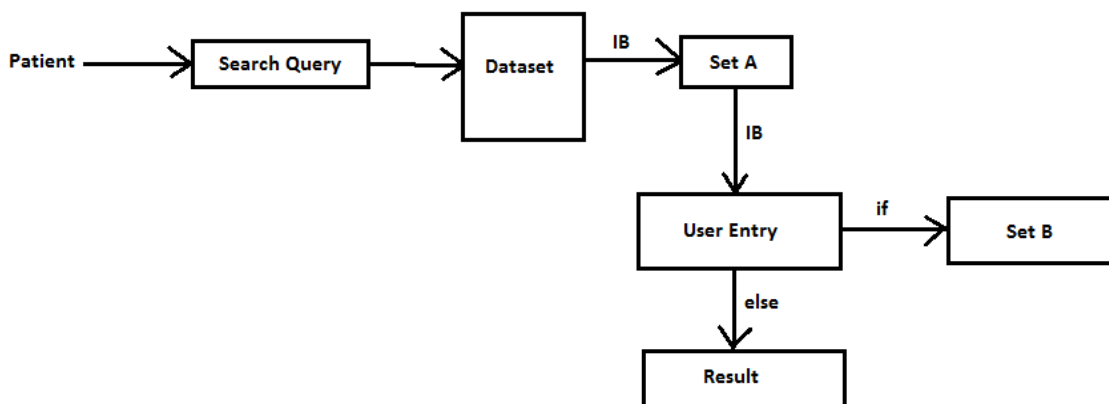 Patient
Search Query
Dataset
IB
Set A
IB
User Entry
if
Set B
else
Result